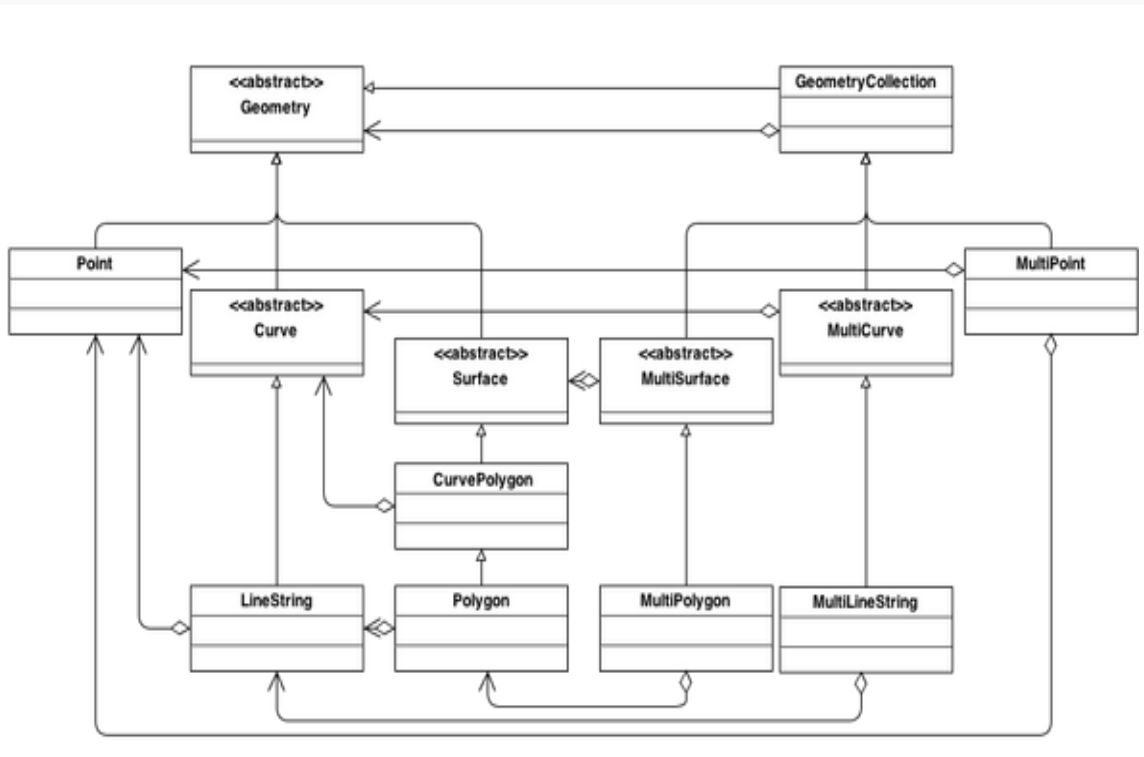 <<abstract>>
Geometry
GeometryCollection
Point
MultiPoint
<<abstract>>
Curve
<<abstract>>
MultiCurve
<<abstract>>
Surface
<<abstract>>
MultiSurface
CurvePolygon
LineString
Polygon
MultiPolygon
MultiLineString